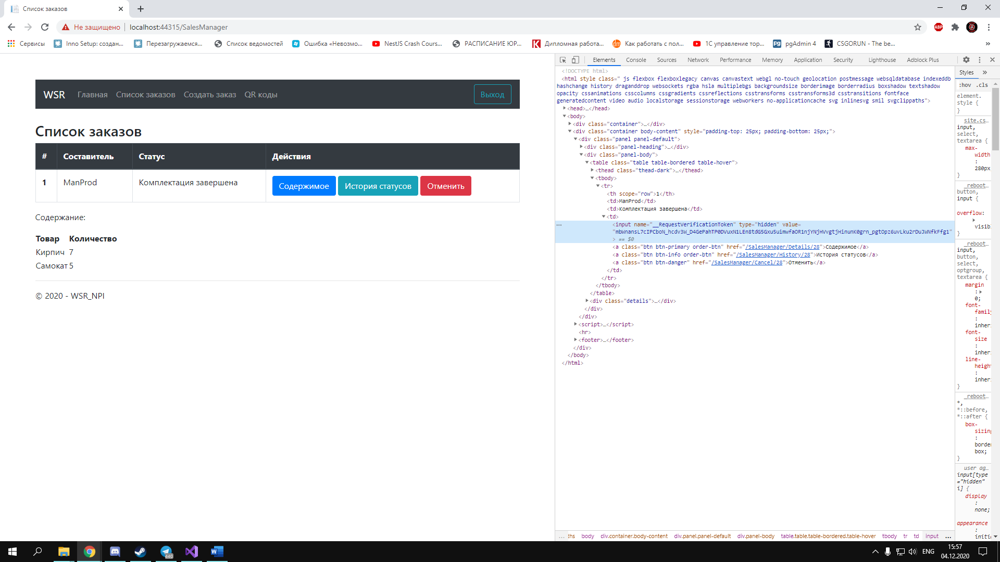 Список заказов
Не защищено localhost:44315/SalesManager
Сервисы Inno Setup: создан... Перезагружаемся... Список ведомостей Ошибка «Невозмо... NestJS Crash Cours... РАСПИСАНИЕ ЮР... Дипломная работа... Как работать с пол... 1С управление тор... pgAdmin 4 CSGORUN - The be... »
WSR Главная Список заказов Создать заказ QR коды Выход
Список заказов
# Составитель Статус Действия
1 ManProd Комплектация завершена Содержимое История статусов Отменить
Содержание:
Товар Количество
Кирпич 7
Самокат 5
© 2020 - WSR_NPI
Elements Console Sources Network Performance Memory Application Security Lighthouse Adblock Plus
<!DOCTYPE html>
<html style class=" js flexbox flexboxlegacy canvas canvastext webgl no-touch geolocation postmessage websqldatabase indexeddb
hashchange history draganddrop websockets rgba hsla multiplebgs backgroundsize borderimage borderradius boxshadow textshadow
opacity cssanimations csscolumns cssgradients cssreflections csstransforms csstransforms3d csstransitions fontface
generatedcontent video audio localstorage sessionstorage webworkers no-applicationcache svg inlinesvg smil svgclippaths">
<head>…</head>
<body>
<div class="container">…</div>
<div class="container body-content" style="padding-top: 25px; padding-bottom: 25px;">
<div class="panel panel-default">
<div class="panel-heading">…</div>
<div class="panel-body">
<table class="table table-bordered table-hover">
<thead class="thead-dark">…</thead>
<tbody>
<tr>
<th scope="row">1</th>
<td>ManProd</td>
<td>Комплектация завершена</td>
<td>
<input name="__RequestVerificationToken" type="hidden" value=
> == $0
<a class="btn btn-primary order-btn" href="/SalesManager/Details/28">Содержимое</a>
<a class="btn btn-info order-btn" href="/SalesManager/History/28">История статусов</a>
<a class="btn btn-danger" href="/SalesManager/Cancel/28">Отменить</a>
</td>
</tr>
</tbody>
</table>
<div class="details">…</div>
</div>
</div>
<script>…</script>
<hr>
<footer>…</footer>
</div>
</body>
</html>
... ths body div.container.body-content div.panel.panel-default div.panel-body table.table.table-bordered.table-hover tbody tr td input ...
Styles »
:hov .cls
element.
style {
}
site.cs…
input,
select,
textarea {
max-
width
:
280px
}
_reboot…
button,
input {
overflow:
visib
}
_reboot…
input,
button,
select,
optgroup,
textarea {
margin
:
0;
font-
family
:
inher
font-
size
:
inher
line-
height
:
inher
}
_reboot…
*,
*::before,
*::after {
box-
sizing
:
border
box;
}
user ag…
input[type
="hidden"
i] {
display
:
none;
appearance
:
initi
440
ENG
15:57
04.12.2020